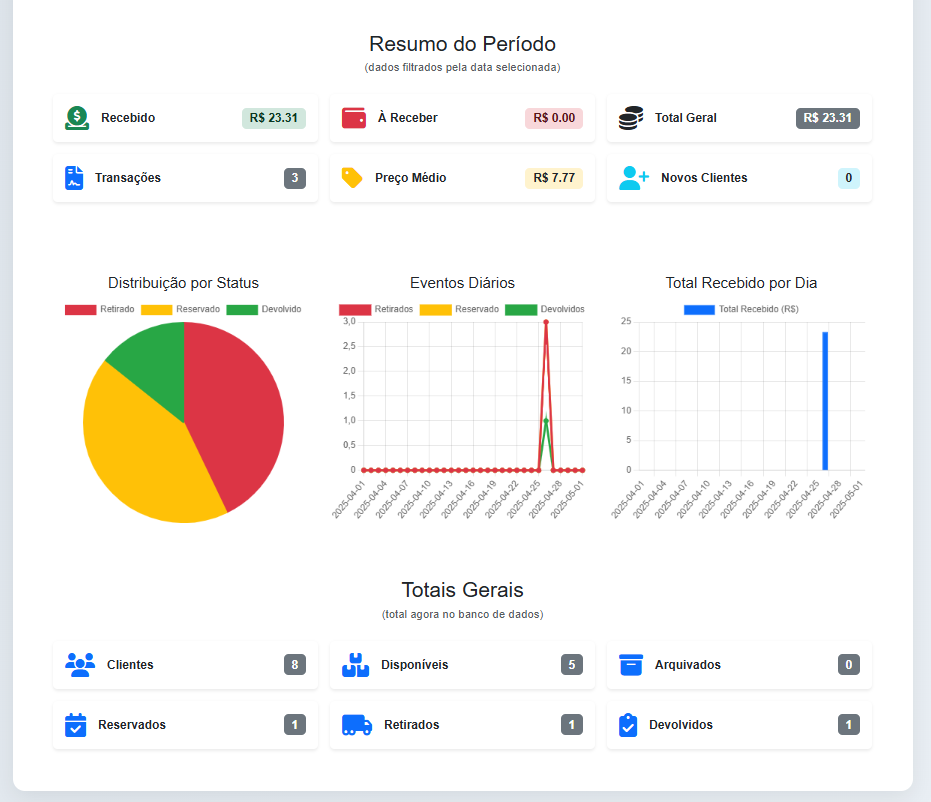 Resumo do Período
(dados filtrados pela data selecionada)
Recebido R$ 23.31
À Receber R$ 0.00
Total Geral R$ 23.31
Transações 3
Preço Médio R$ 7.77
Novos Clientes 0
Distribuição por Status
Retirado Reservado Devolvido
Eventos Diários
Retirados Reservado Devolvidos
3,0
2,5
2,0
1,5
1,0
0,5
0
2025-04-01 2025-04-04 2025-04-07 2025-04-10 2025-04-13 2025-04-16 2025-04-19 2025-04-22 2025-04-25 2025-04-28 2025-05-01
Total Recebido por Dia
Total Recebido (R$)
25
20
15
10
5
0
2025-04-01 2025-04-04 2025-04-07 2025-04-10 2025-04-13 2025-04-16 2025-04-19 2025-04-22 2025-04-25 2025-04-28 2025-05-01
Totais Gerais
(total agora no banco de dados)
Clientes 8
Disponíveis 5
Arquivados 0
Reservados 1
Retirados 1
Devolvidos 1